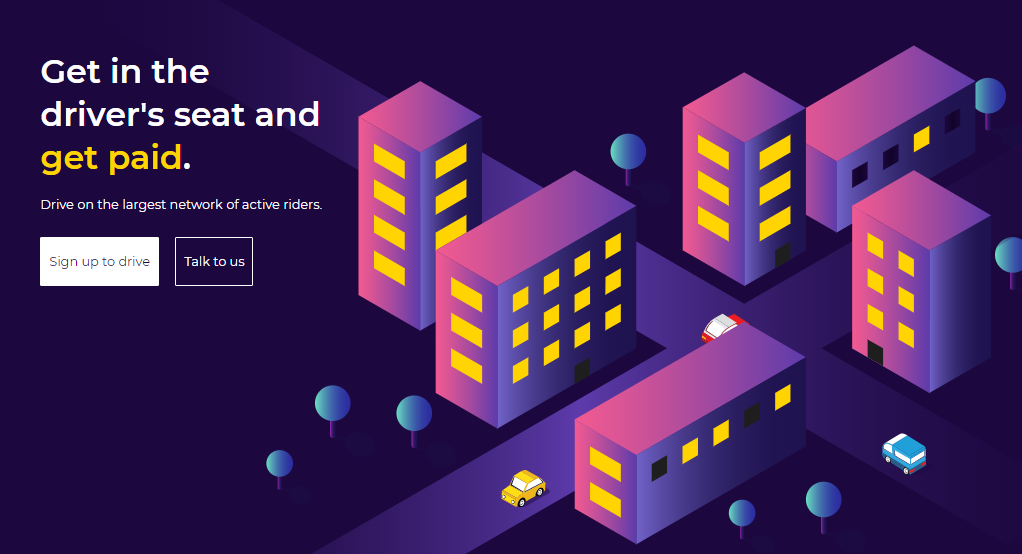 Get in the
driver's seat and
get paid.
Drive on the largest network of active riders.
Sign up to drive
Talk to us